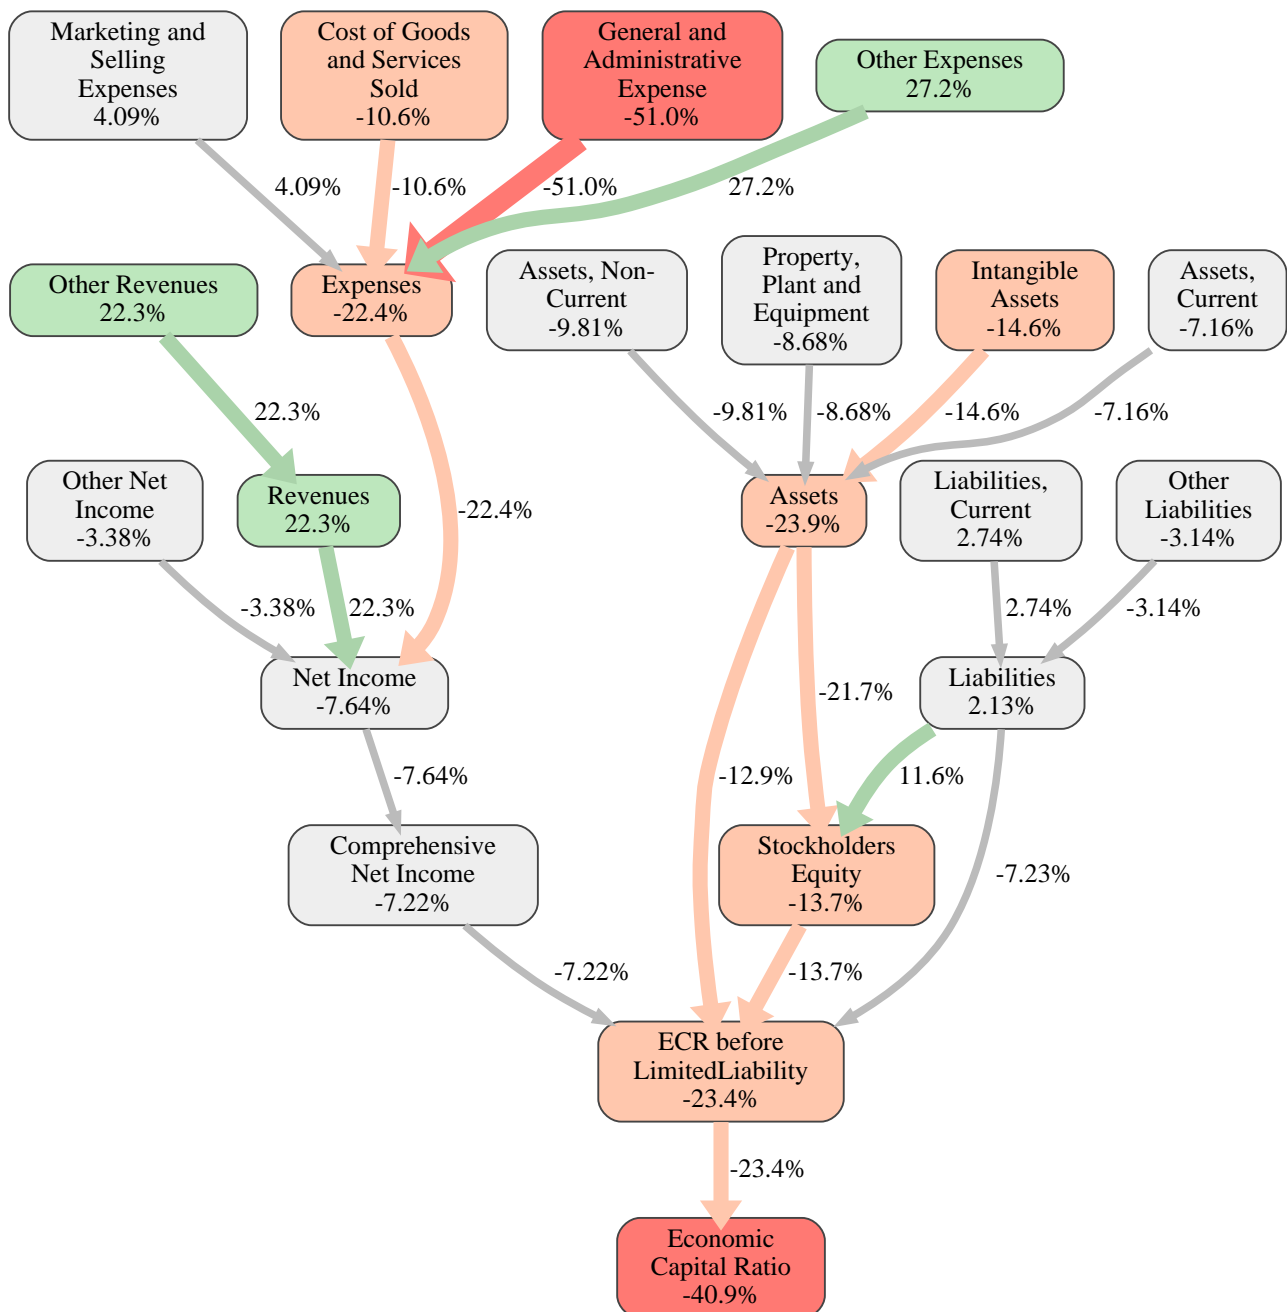 Marketing and
Selling
Expenses
4.09%
Cost of Goods
and Services
Sold
-10.6%
General and
Administrative
Expense
-51.0%
Other Expenses
27.2%
4.09%
-10.6%
-51.0%
27.2%
Other Revenues
22.3%
Expenses
-22.4%
Assets, Non-
Current
-9.81%
Property,
Plant and
Equipment
-8.68%
Intangible
Assets
-14.6%
Assets,
Current
-7.16%
22.3%
-9.81%
-8.68%
-14.6%
-7.16%
Other Net
Income
-3.38%
Revenues
22.3%
-22.4%
Assets
-23.9%
Liabilities,
Current
2.74%
Other
Liabilities
-3.14%
-3.38%
22.3%
2.74%
-3.14%
Net Income
-7.64%
-21.7%
Liabilities
2.13%
-7.64%
-12.9%
11.6%
Comprehensive
Net Income
-7.22%
Stockholders
Equity
-13.7%
-7.23%
-7.22%
-13.7%
ECR before
LimitedLiability
-23.4%
-23.4%
Economic
Capital Ratio
-40.9%